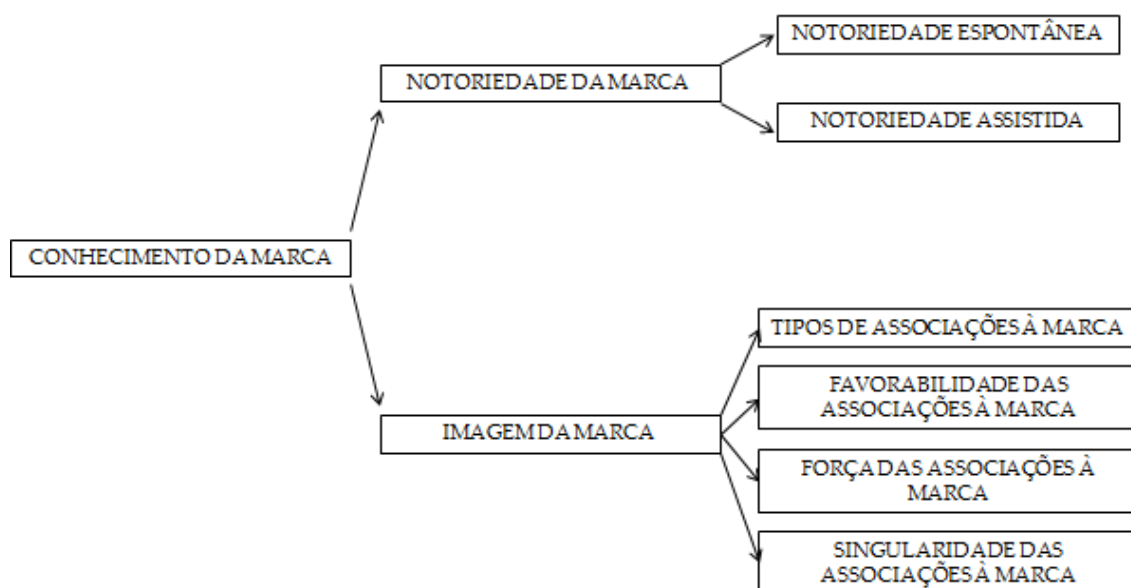 NOTORIEDADE ESPONTÂNEA
NOTORIEDADE DA MARCA
NOTORIEDADE ASSISTIDA
CONHECIMENTO DA MARCA
TIPOS DE ASSOCIAÇÕES À MARCA
FAVORABILIDADE DAS
ASSOCIAÇÕES À MARCA
IMAGEM DA MARCA
FORÇA DAS ASSOCIAÇÕES À
MARCA
SINGULARIDADE DAS
ASSOCIAÇÕES À MARCA